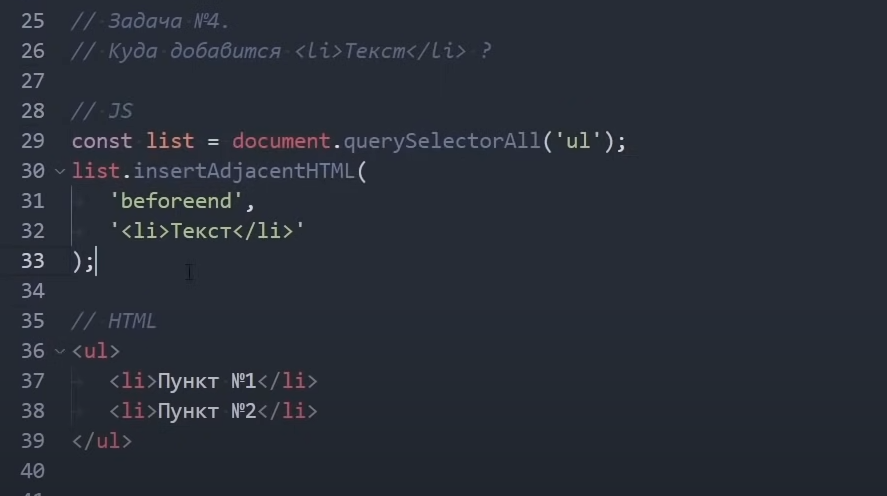 25 // Задача №4.
26 // Куда добавится <li>Текст</li> ?
27
28 // JS
29 const list = document.querySelectorAll('ul');
30 list.insertAdjacentHTML(
31 'beforeend',
32 '<li>Текст</li>'
33 );
34
35 // HTML
36 <ul>
37 <li>Пункт №1</li>
38 <li>Пункт №2</li>
39 </ul>
40